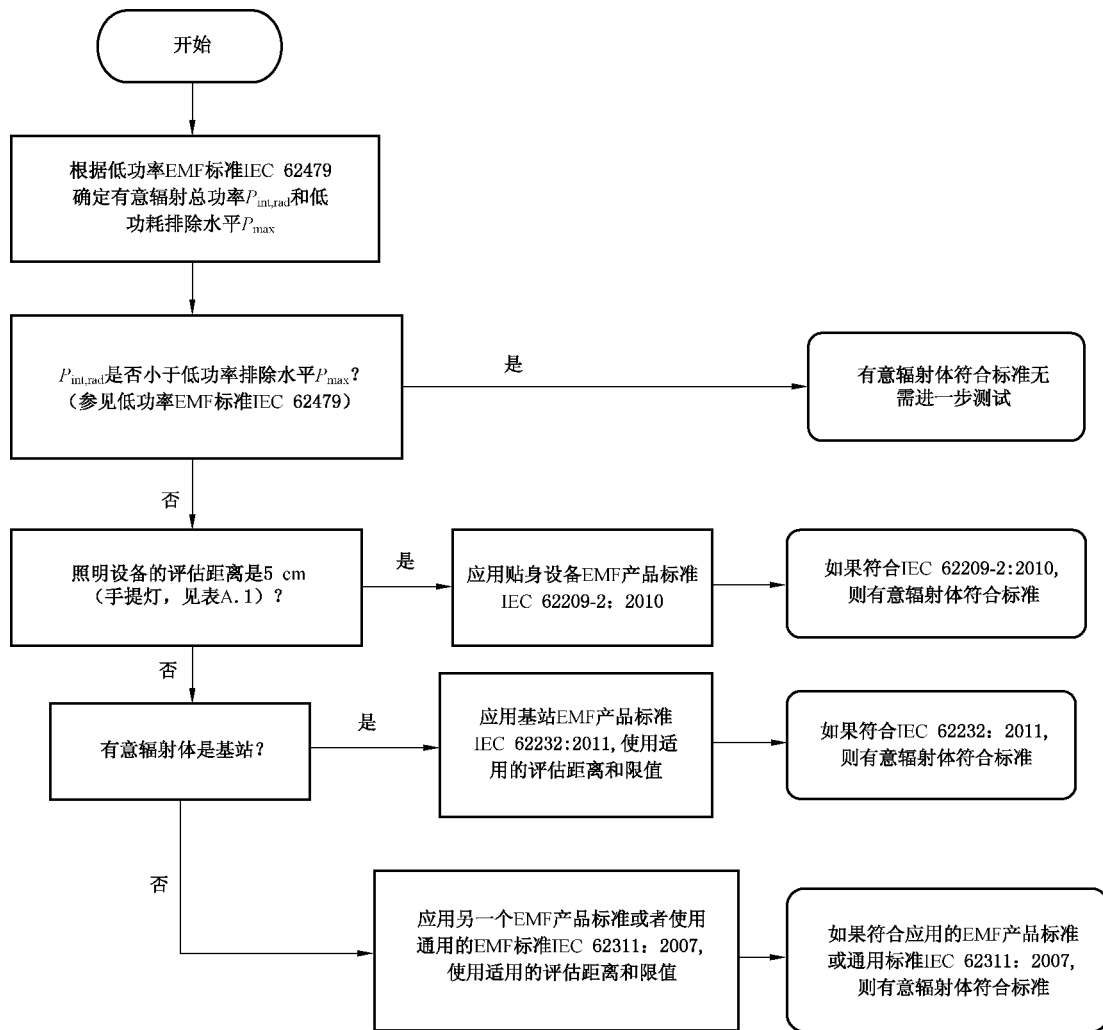 开始
根据低功率EMF标准IEC 62479
确定有意辐射总功率Pint,rad和低
功耗排除水平Pmax
Pint,rad是否小于低功率排除水平Pmax?
（参见低功率EMF标准IEC 62479）
是
有意辐射体符合标准无
需进一步测试
否
照明设备的评估距离是5 cm
（手提灯，见表A.1）？
是
应用贴身设备EMF产品标准
IEC 62209-2：2010
如果符合IEC 62209-2:2010,
则有意辐射体符合标准
否
有意辐射体是基站?
是
应用基站EMF产品标准
IEC 62232:2011,使用适
用的评估距离和限值
如果符合IEC 62232：2011,
则有意辐射体符合标准
否
应用另一个EMF产品标准或者使用
通用的EMF标准IEC 62311：2007,
使用适用的评估距离和限值
如果符合应用的EMF产品标准
或通用标准IEC 62311：2007,
则有意辐射体符合标准